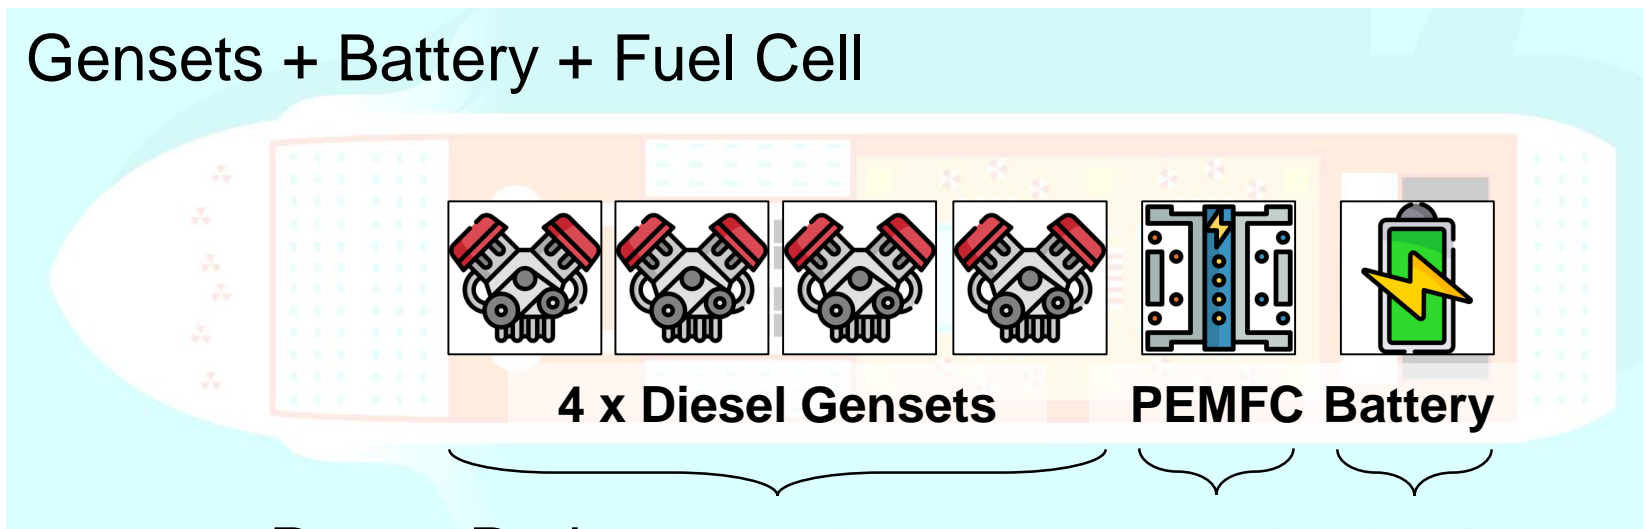 Gensets + Battery + Fuel Cell
4 x Diesel Gensets PEMFC Battery